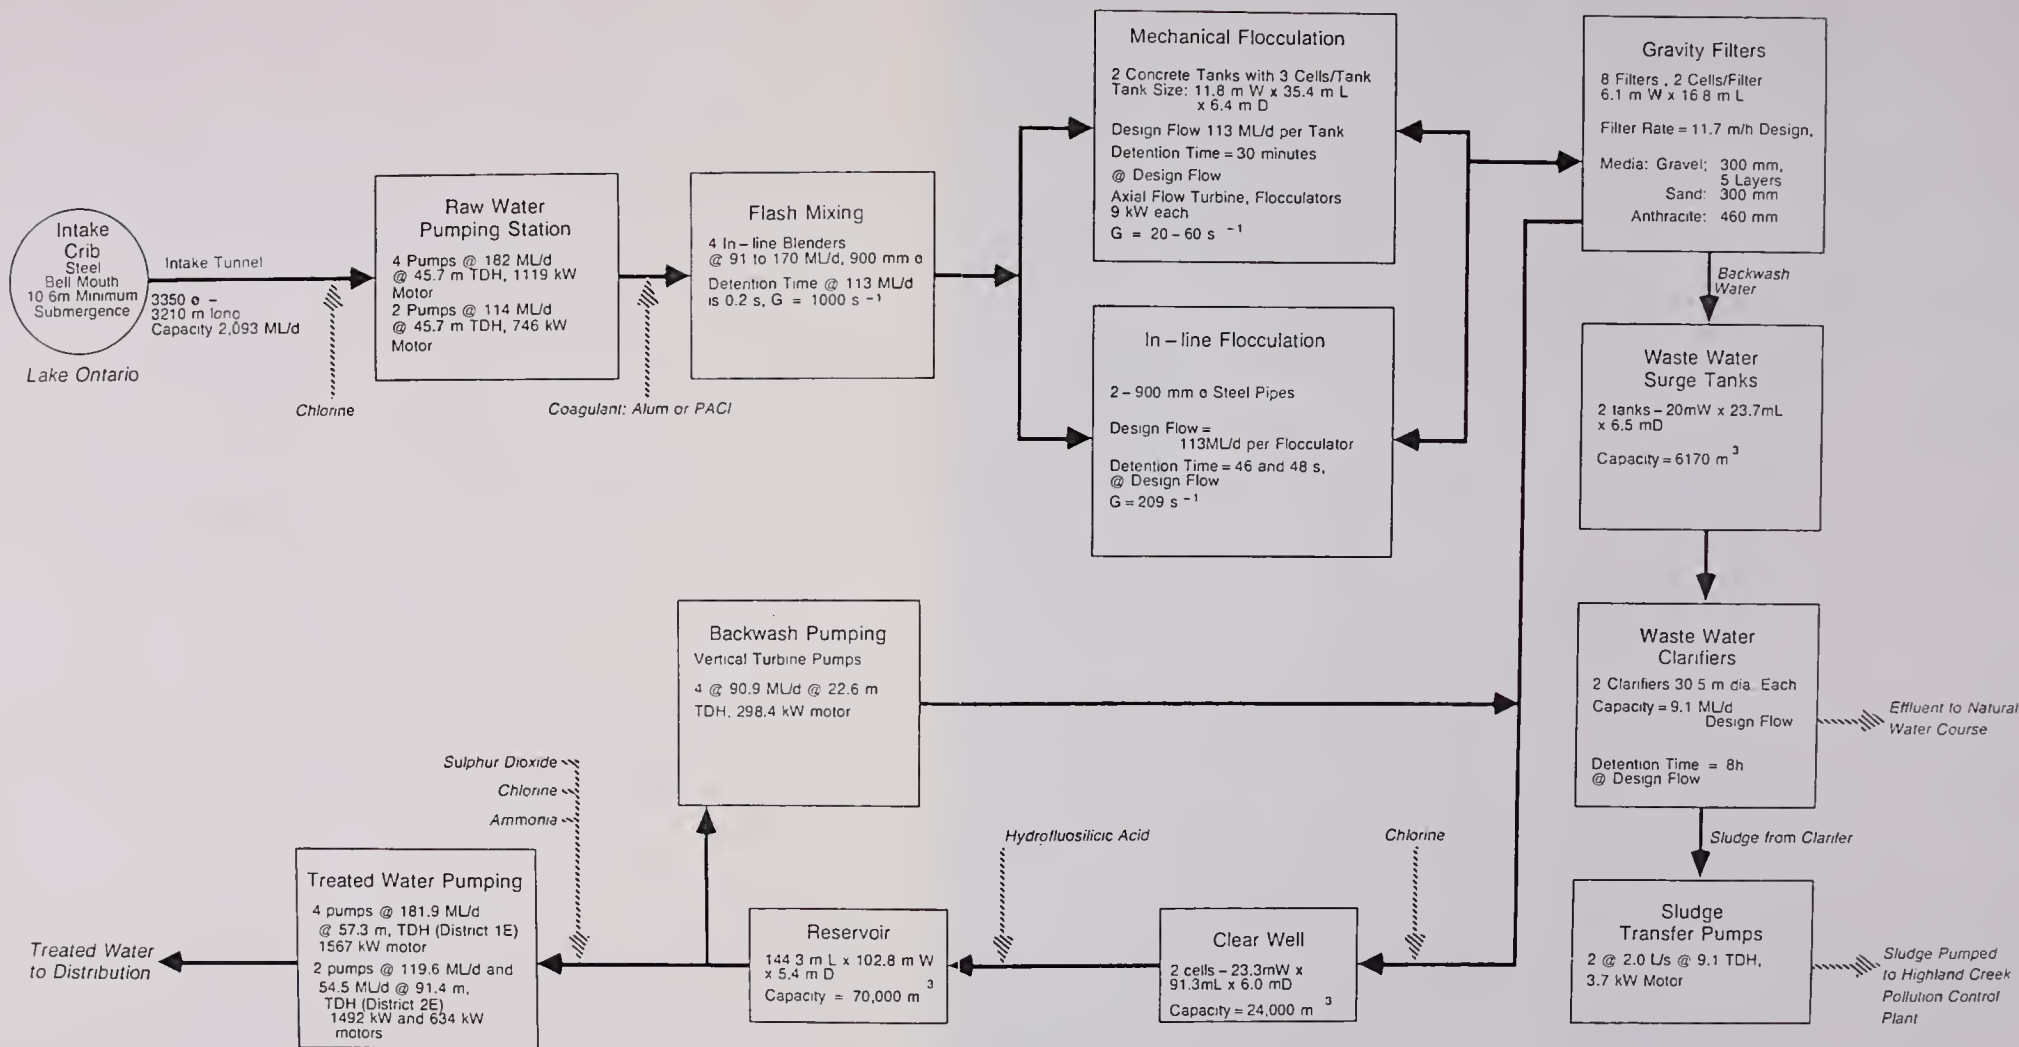 Intake
Crib
Steel
Bell Mouth
10 6m Minimum
Submergence
Lake Ontario
Intake Tunnel
3350 ø –
3210 m long
Capacity 2,093 ML/d
Chlorine
Raw Water
Pumping Station
4 Pumps @ 182 ML/d
@ 45.7 m TDH, 1119 kW
Motor
2 Pumps @ 114 ML/d
@ 45.7 m TDH, 746 kW
Motor
Coagulant: Alum or PACl
Flash Mixing
4 In-line Blenders
@ 91 to 170 ML/d, 900 mm ø
Detention Time @ 113 ML/d
is 0.2 s, G = 1000 s⁻¹
Mechanical Flocculation
2 Concrete Tanks with 3 Cells/Tank
Tank Size: 11.8 m W x 35.4 m L
x 6.4 m D
Design Flow 113 ML/d per Tank
Detention Time = 30 minutes
@ Design Flow
Axial Flow Turbine, Flocculators
9 kW each
G = 20-60 s⁻¹
In-line Flocculation
2-900 mm ø Steel Pipes
Design Flow =
113ML/d per Flocculator
Detention Time = 46 and 48 s,
@ Design Flow
G = 209 s⁻¹
Gravity Filters
8 Filters, 2 Cells/Filter
6.1 m W x 16 8 m L
Filter Rate = 11.7 m/h Design,
Media: Gravel; 300 mm,
5 Layers
Sand: 300 mm
Anthracite: 460 mm
Backwash
Water
Waste Water
Surge Tanks
2 tanks – 20mW x 23.7mL
x 6.5 mD
Capacity = 6170 m³
Waste Water
Clarifiers
2 Clarifiers 30 5 m dia. Each
Capacity = 9.1 ML/d
Design Flow
Detention Time = 8h
@ Design Flow
Effluent to Natural
Water Course
Sludge from Clarifer
Sludge
Transfer Pumps
2 @ 2.0 L/s @ 9.1 TDH,
3.7 kW Motor
Sludge Pumped
to Highland Creek
Pollution Control
Plant
Backwash Pumping
Vertical Turbine Pumps
4 @ 90.9 ML/d @ 22.6 m
TDH, 298.4 kW motor
Chlorine
Clear Well
2 cells – 23.3mW x
91.3mL x 6.0 mD
Capacity = 24,000 m³
Hydrofluosilicic Acid
Reservoir
144 3 m L x 102.8 m W
x 5.4 m D
Capacity = 70,000 m³
Sulphur Dioxide
Chlorine
Ammonia
Treated Water Pumping
4 pumps @ 181.9 ML/d
@ 57.3 m, TDH (District 1E)
1567 kW motor
2 pumps @ 119.6 ML/d and
54.5 ML/d @ 91.4 m,
TDH (District 2E)
1492 kW and 634 kW
motors
Treated Water
to Distribution